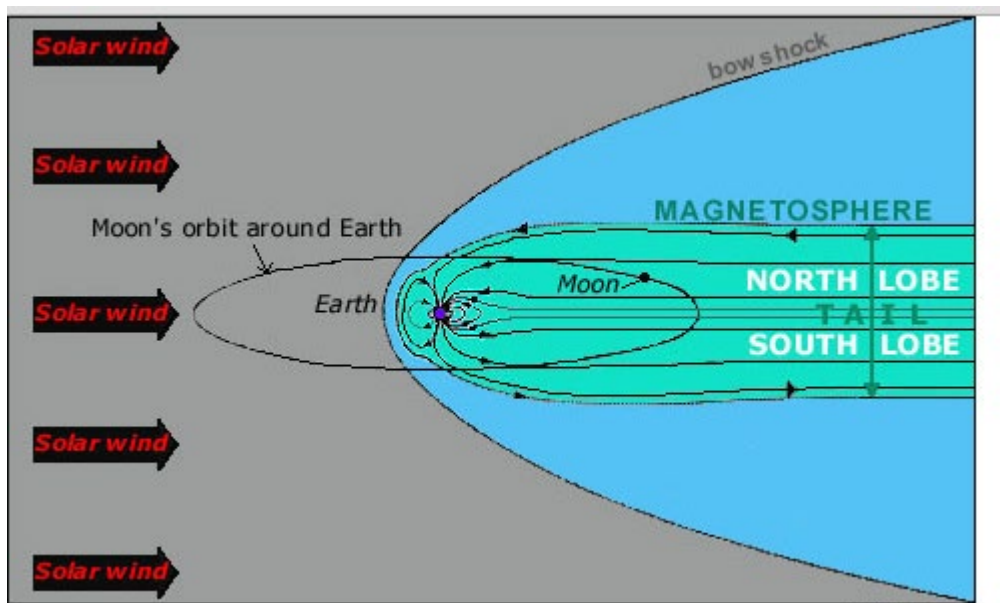 Solar wind
bow shock
Solar wind
MAGNETOSPHERE
Moon's orbit around Earth
Moon
NORTH LOBE
Earth
Solar wind
TAIL
SOUTH LOBE
Solar wind
Solar wind